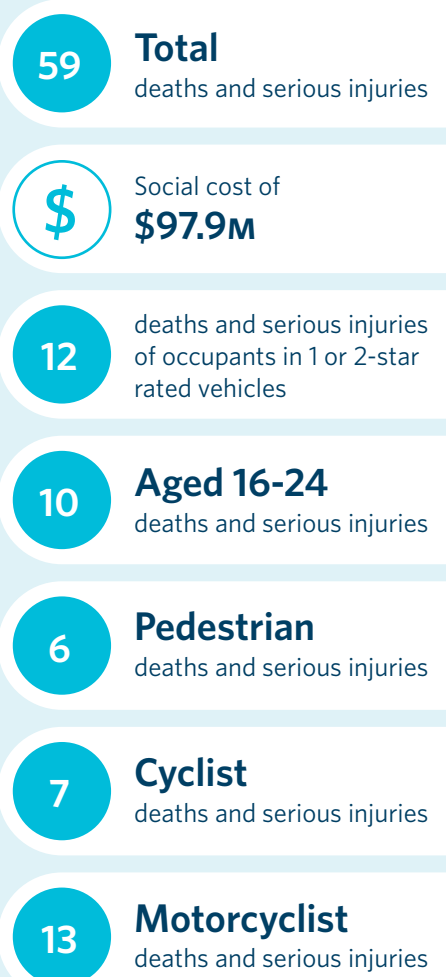 59
Total
deaths and serious injuries
$
Social cost of
$97.9M
12
deaths and serious injuries
of occupants in 1 or 2-star
rated vehicles
10
Aged 16-24
deaths and serious injuries
6
Pedestrian
deaths and serious injuries
7
Cyclist
deaths and serious injuries
13
Motorcyclist
deaths and serious injuries